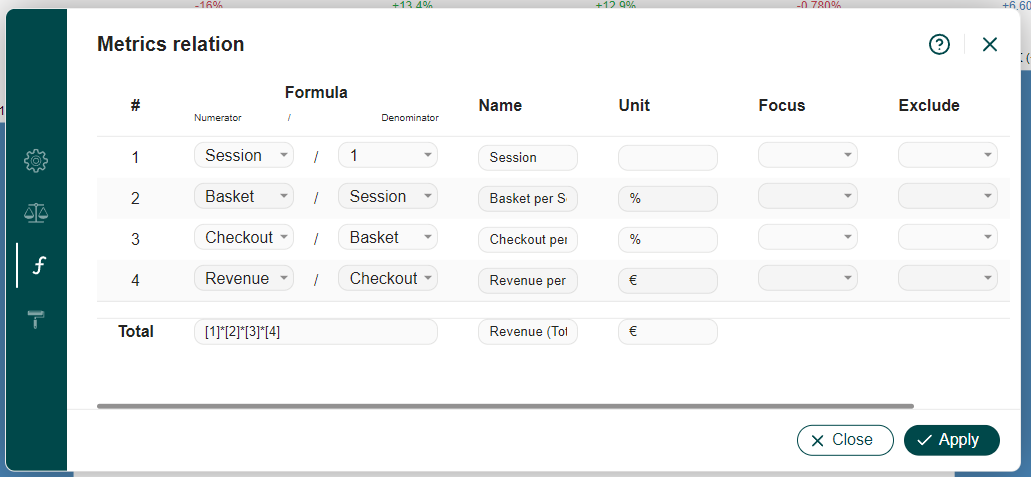 -16% +13.4% +12.9% -0.780% +6.60
Metrics relation
# Formula Name Unit Focus Exclude
Numerator / Denominator
1 Session / 1 Session
2 Basket / Session Basket per S %
3 Checkout / Basket Checkout per %
4 Revenue / Checkout Revenue per €
Total [1]*[2]*[3]*[4] Revenue (Tot €
Close Apply